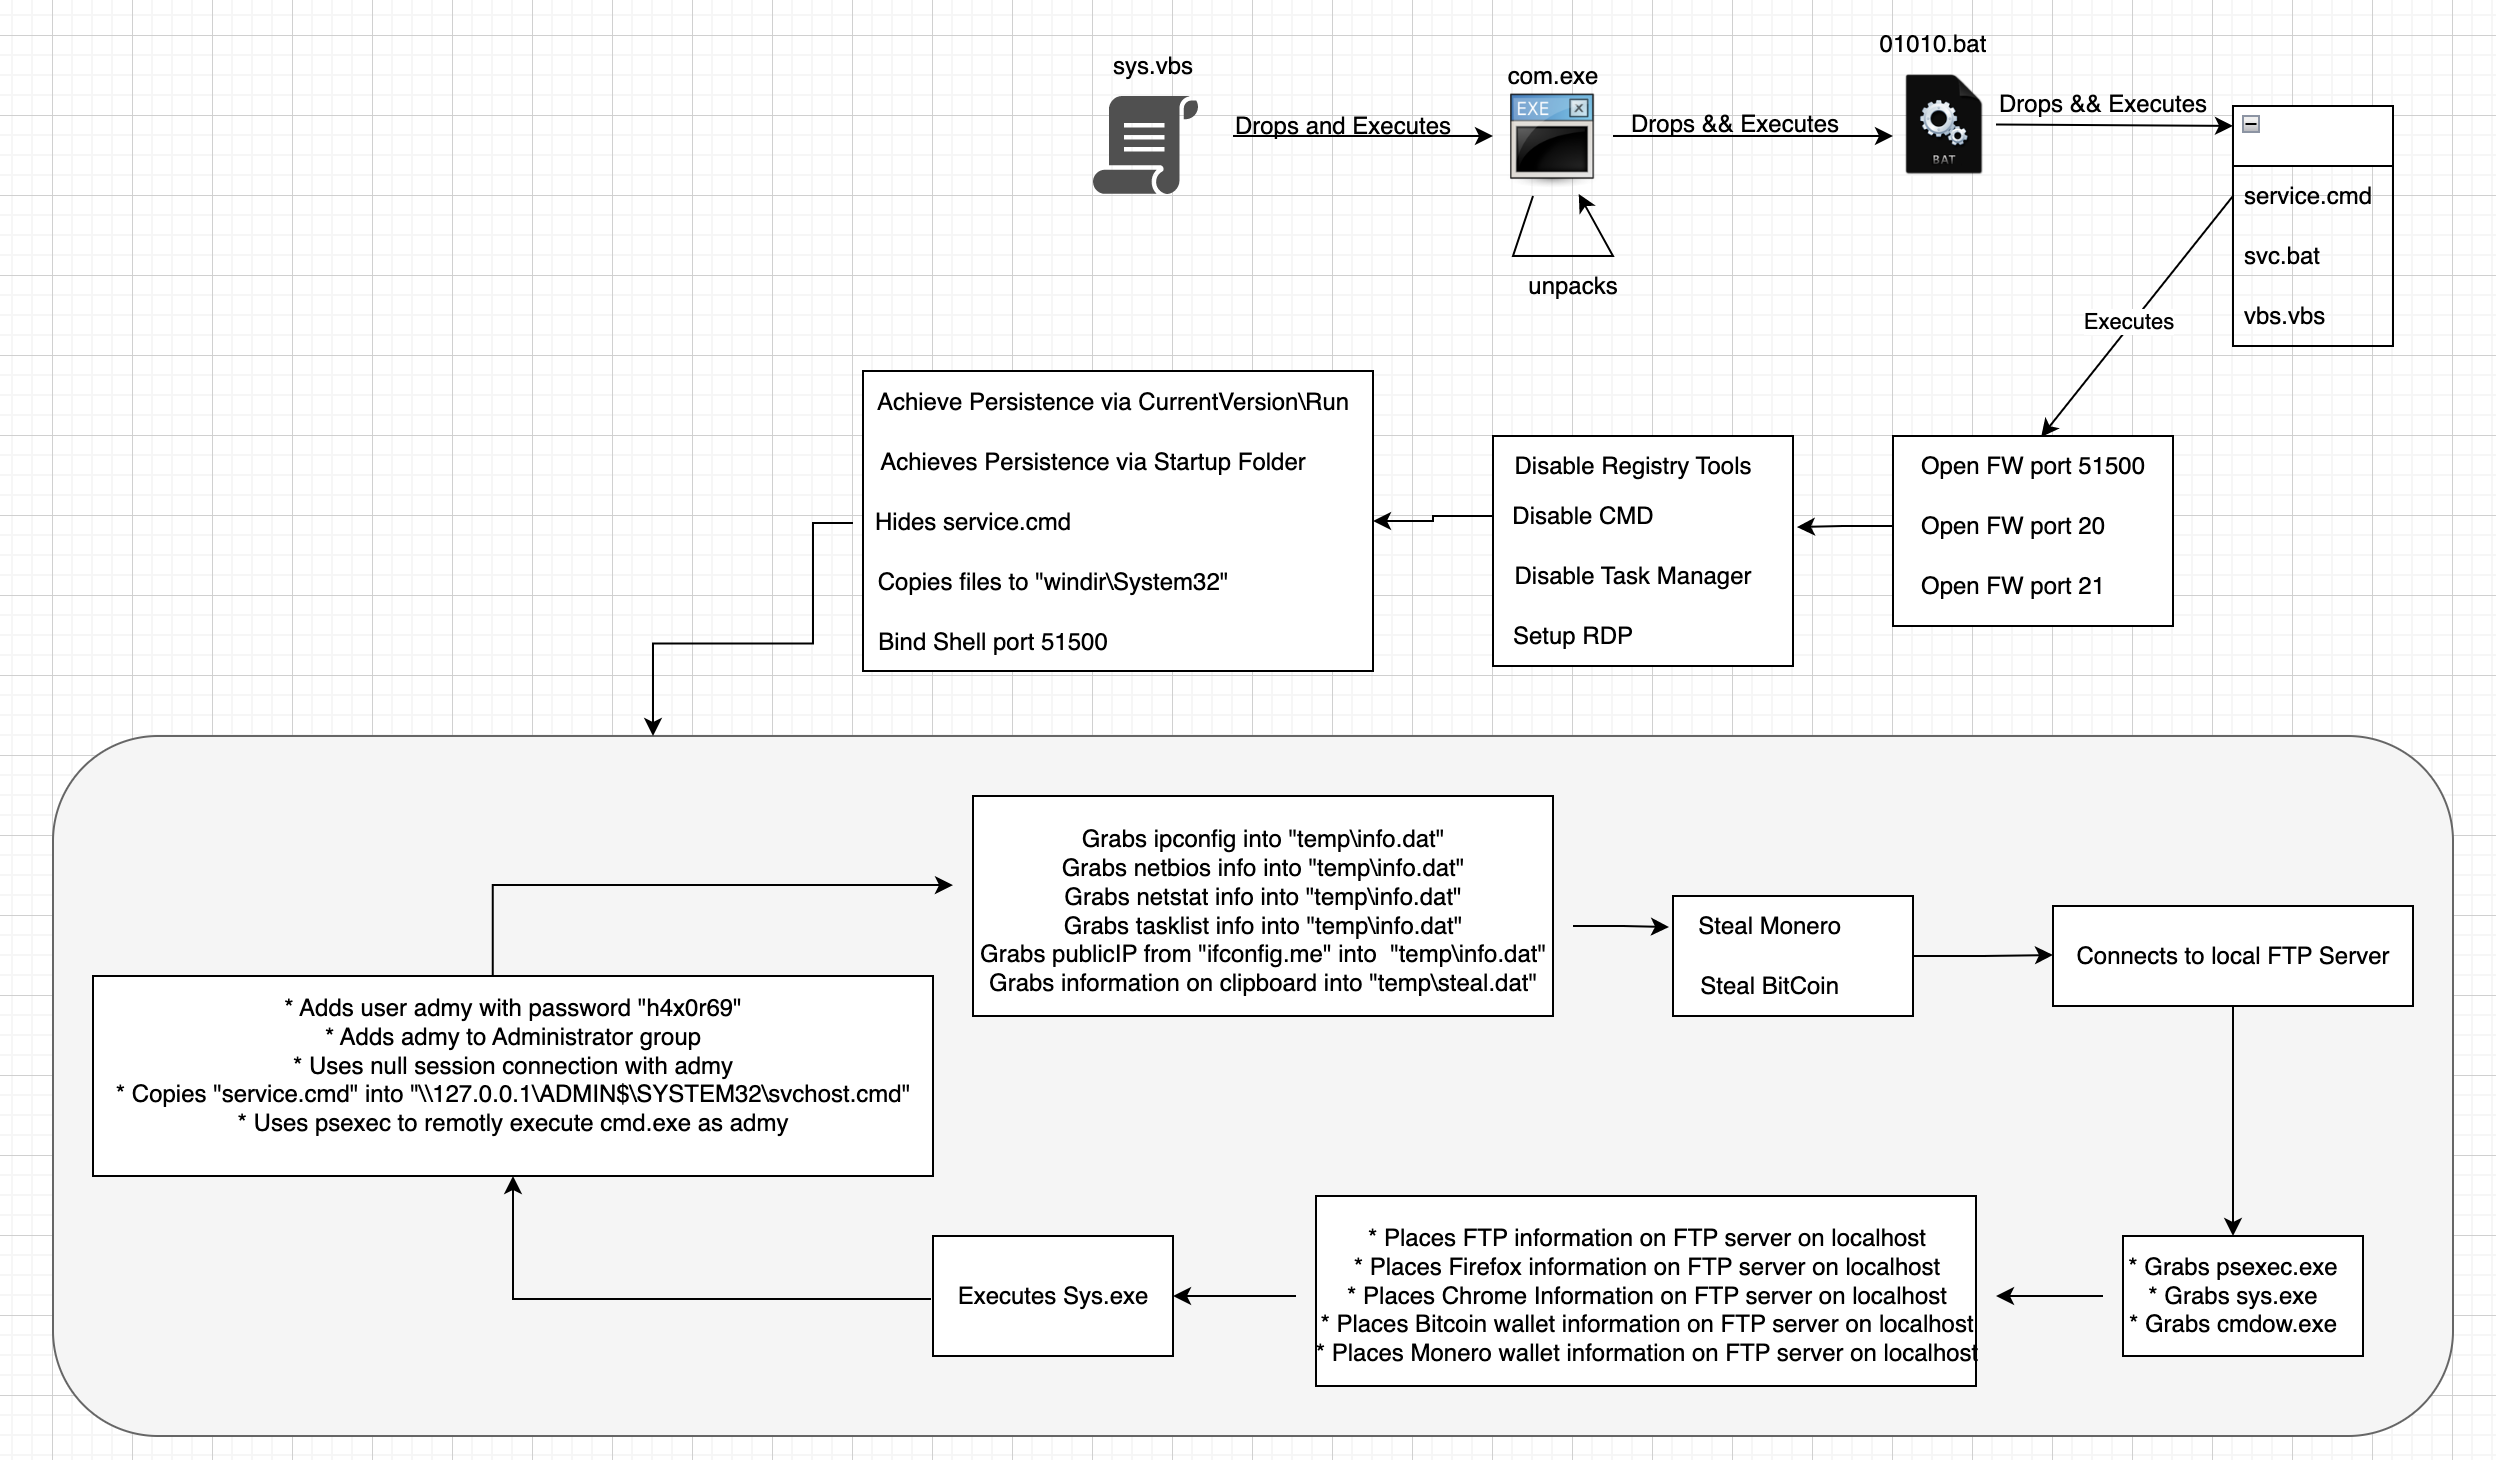 sys.vbs
Drops and Executes
com.exe
EXE
unpacks
Drops && Executes
01010.bat
BAT
Drops && Executes
service.cmd
svc.bat
vbs.vbs
Executes
Open FW port 51500
Open FW port 20
Open FW port 21
Disable Registry Tools
Disable CMD
Disable Task Manager
Setup RDP
Achieve Persistence via CurrentVersion\Run
Achieves Persistence via Startup Folder
Hides service.cmd
Copies files to "windir\System32"
Bind Shell port 51500
Grabs ipconfig into "temp\info.dat"
Grabs netbios info into "temp\info.dat"
Grabs netstat info into "temp\info.dat"
Grabs tasklist info into "temp\info.dat"
Grabs publicIP from "ifconfig.me" into  "temp\info.dat"
Grabs information on clipboard into "temp\steal.dat"
Steal Monero
Steal BitCoin
Connects to local FTP Server
* Grabs psexec.exe
* Grabs sys.exe
* Grabs cmdow.exe
* Places FTP information on FTP server on localhost
* Places Firefox information on FTP server on localhost
* Places Chrome Information on FTP server on localhost
* Places Bitcoin wallet information on FTP server on localhost
* Places Monero wallet information on FTP server on localhost
Executes Sys.exe
* Adds user admy with password "h4x0r69"
* Adds admy to Administrator group
* Uses null session connection with admy
* Copies "service.cmd" into "\\127.0.0.1\ADMIN$\SYSTEM32\svchost.cmd"
* Uses psexec to remotly execute cmd.exe as admy